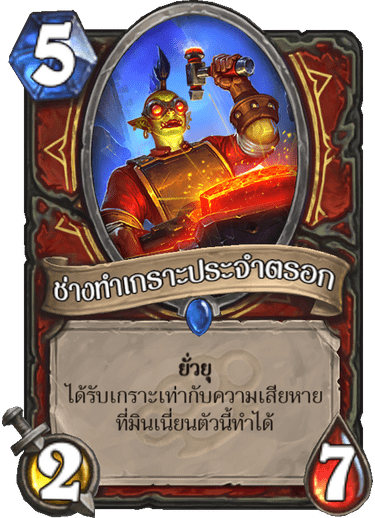 5
ช่างทำเกราะประจำตรอก
ยั่วยุ
ได้รับเกราะเท่ากับความเสียหาย
ที่มินเนี่ยนตัวนี้ทำได้
2
7